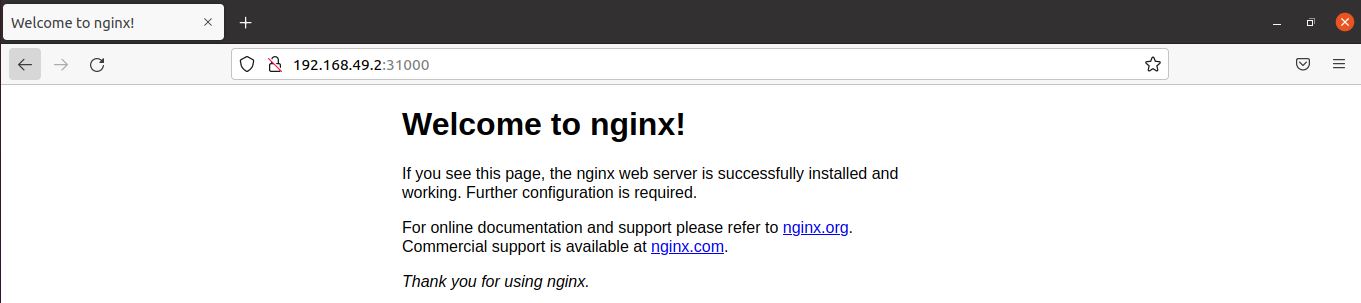 Welcome to nginx!
192.168.49.2:31000
Welcome to nginx!
If you see this page, the nginx web server is successfully installed and
working. Further configuration is required.
For online documentation and support please refer to nginx.org.
Commercial support is available at nginx.com.
Thank you for using nginx.